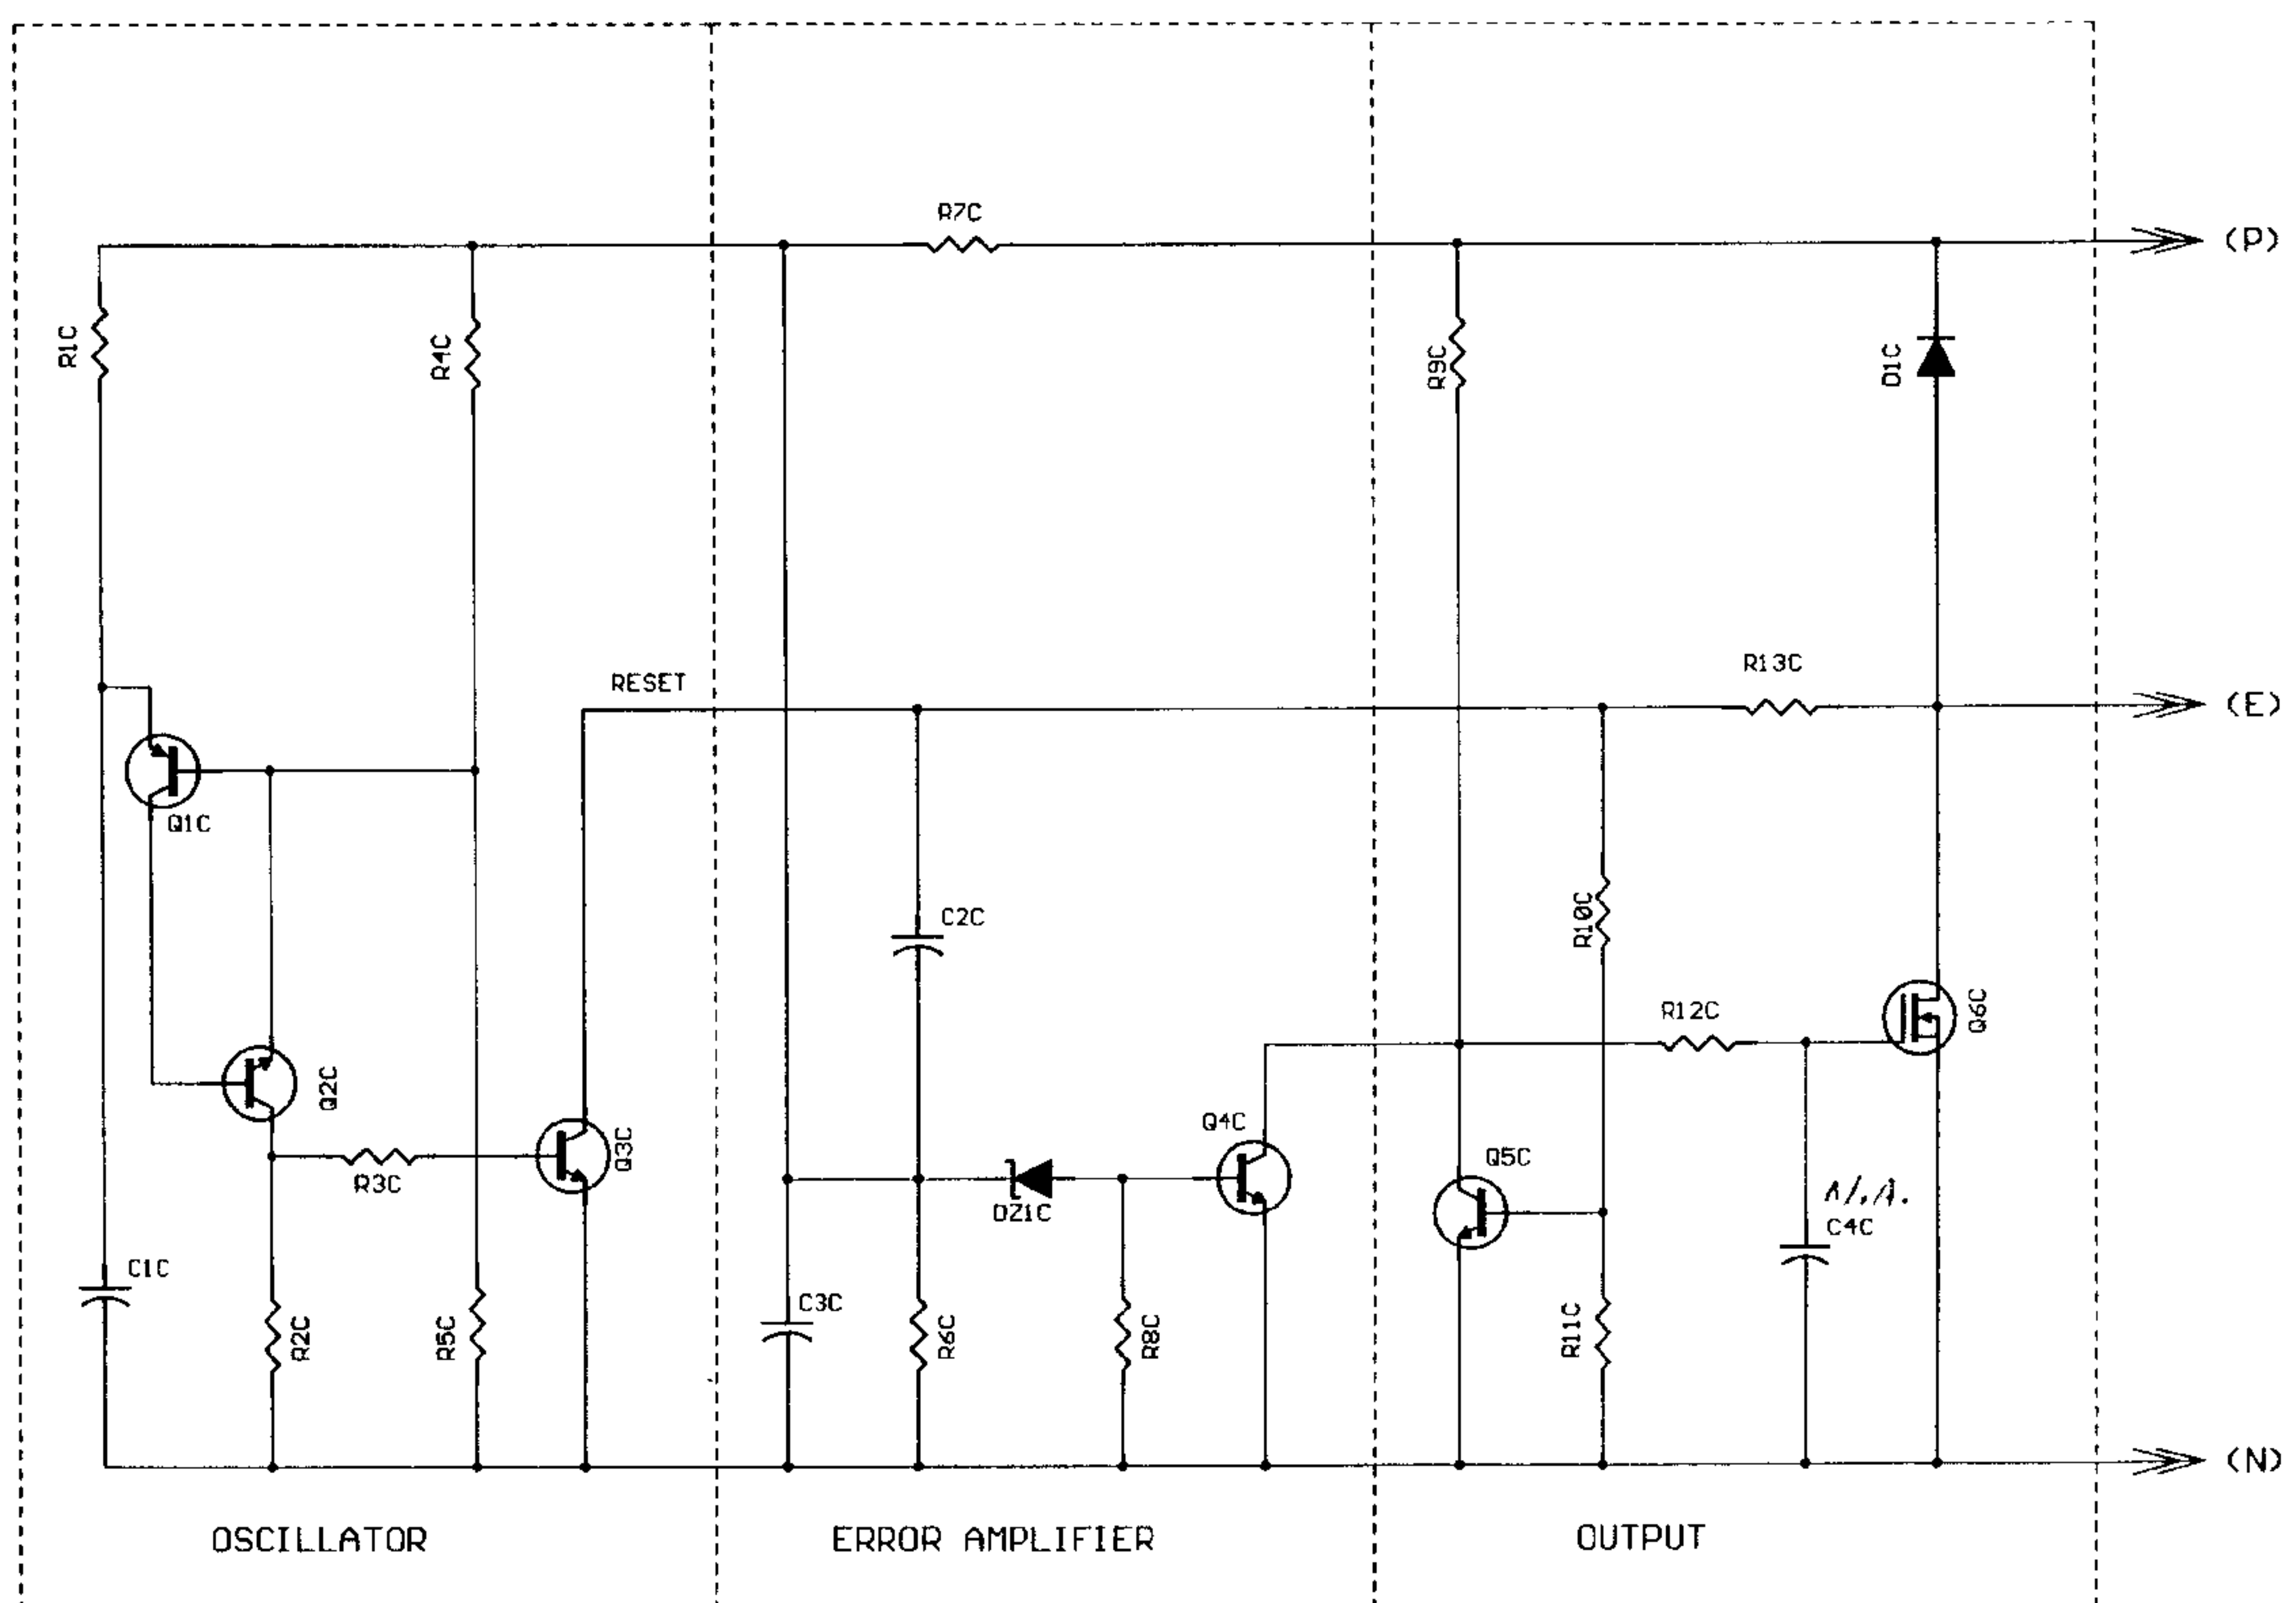 R7C
(P)
R1C
R4C
R9C
D1C
R13C
RESET
(E)
Q1C
C2C
R10C
R12C
Q6C
Q2C
Q3C
Q4C
Q5C
R3C
DZ1C
N.A.
C4C
C1C
C3C
R2C
R5C
R6C
R8C
R11C
(N)
OSCILLATOR
ERROR AMPLIFIER
OUTPUT